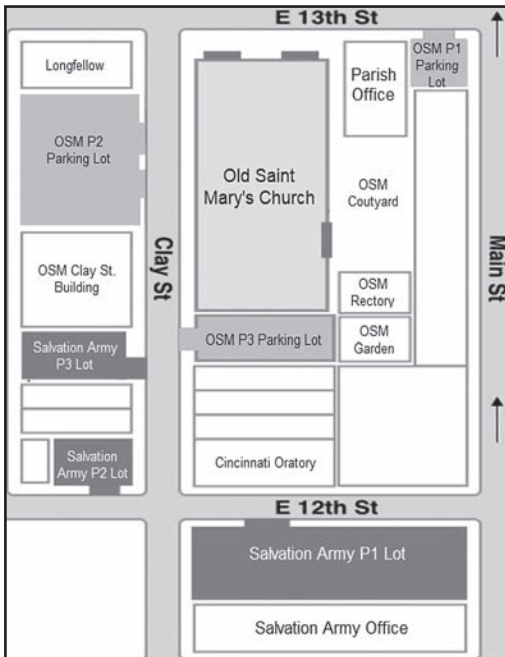 E 13th St
Longfellow
OSM P2
Parking Lot
OSM Clay St.
Building
Salvation Army
P3 Lot
Salvation
Army P2 Lot
Clay St
Old Saint
Mary's Church
Parish
Office
OSM P1
Parking
Lot
OSM
Coutyard
OSM
Rectory
OSM P3 Parking Lot
OSM
Garden
Cincinnati Oratory
Main St
E 12th St
Salvation Army P1 Lot
Salvation Army Office